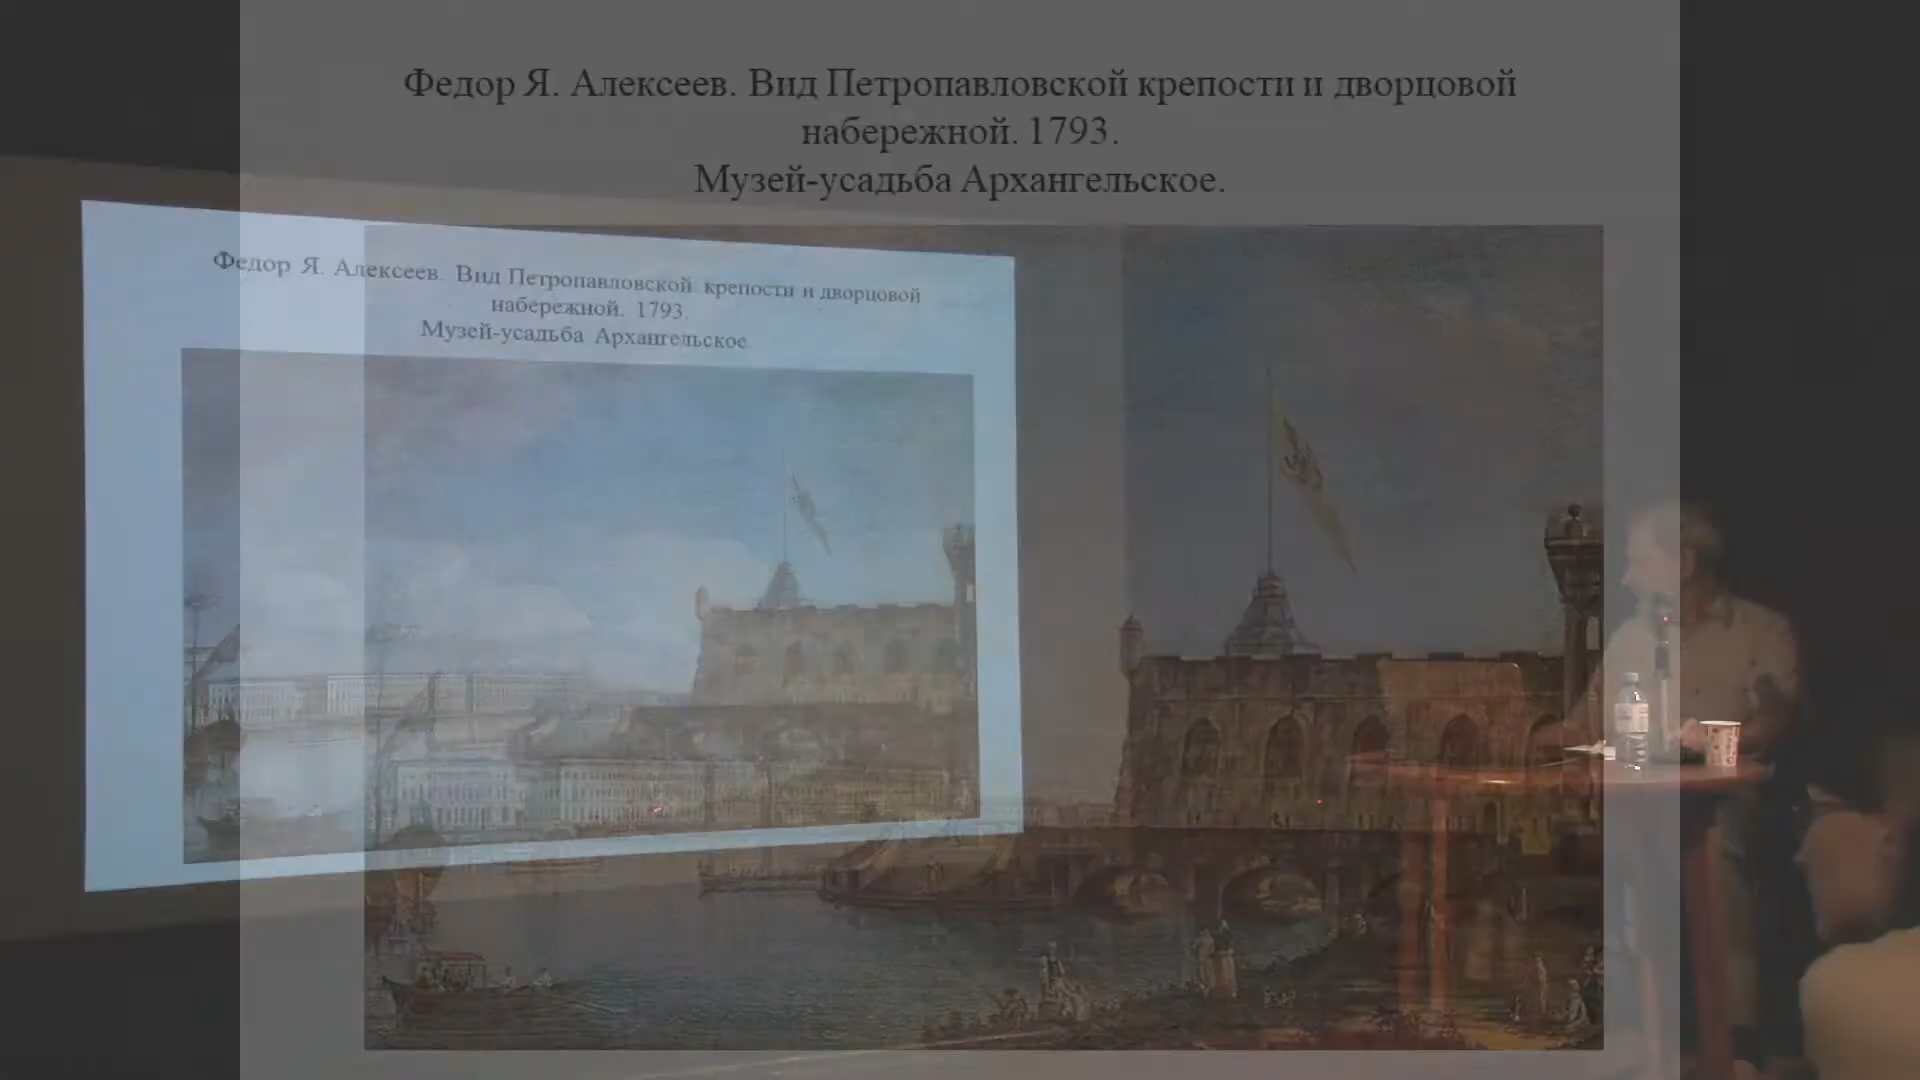 Федор Я. Алексеев. Вид Петропавловской крепости и дворцовой
набережной. 1793.
Музей-усадьба Архангельское.
Федор Я. Алексеев. Вид Петропавловской крепости и дворцовой
набережной. 1793.
Музей-усадьба Архангельское